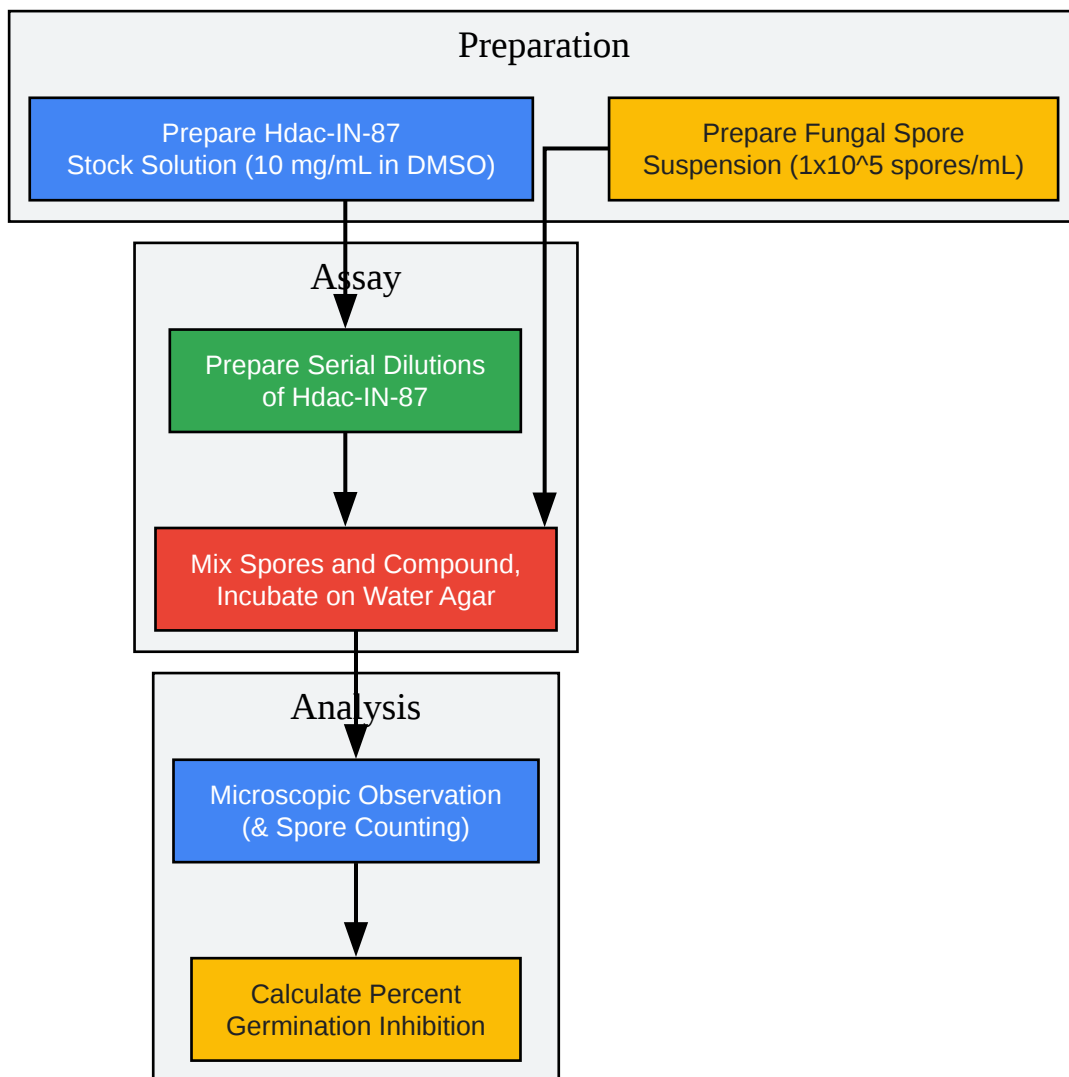 Preparation
Prepare Hdac-IN-87
Stock Solution (10 mg/mL in DMSO)
Prepare Fungal Spore
Suspension (1x10^5 spores/mL)
Assay
Prepare Serial Dilutions
of Hdac-IN-87
Mix Spores and Compound,
Incubate on Water Agar
Analysis
Microscopic Observation
(& Spore Counting)
Calculate Percent
Germination Inhibition